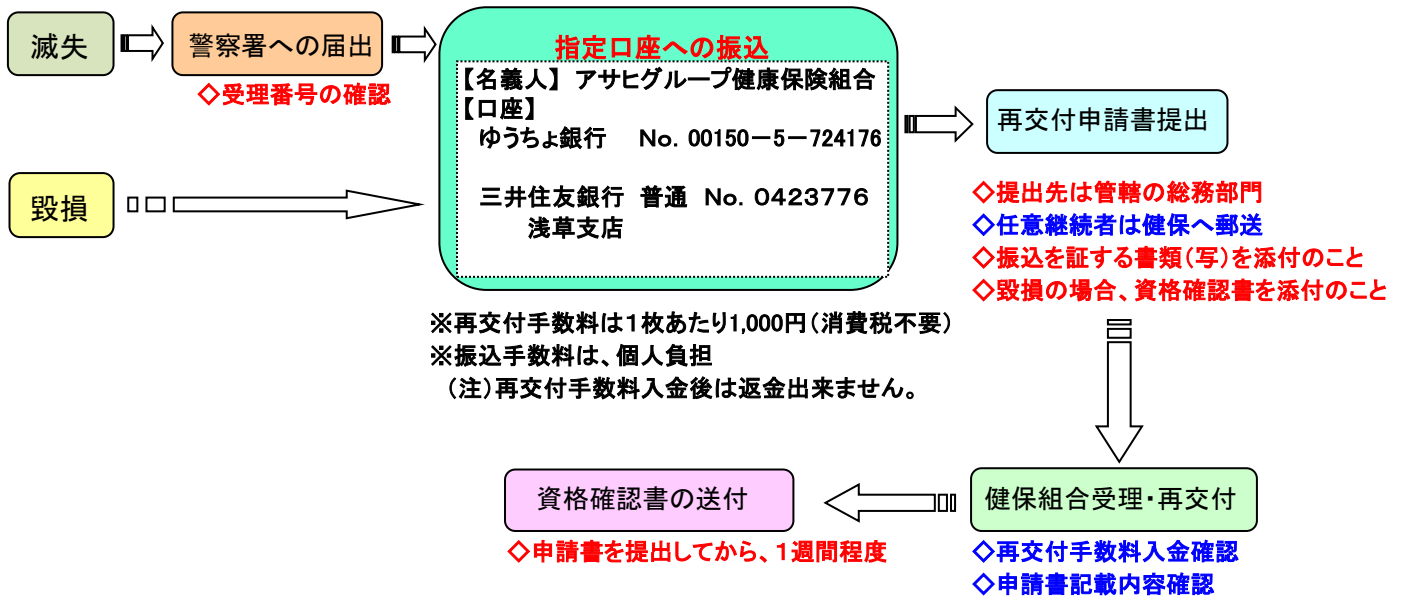 滅失
警察署への届出
◇受理番号の確認
毀損
指定口座への振込
【名義人】 アサヒグループ健康保険組合
【口座】
ゆうちょ銀行 No. 00150-5-724176
三井住友銀行 普通 No. 0423776
浅草支店
※再交付手数料は1枚あたり1,000円(消費税不要)
※振込手数料は、個人負担
(注)再交付手数料入金後は返金出来ません。
再交付申請書提出
◇提出先は管轄の総務部門
◇任意継続者は健保へ郵送
◇振込を証する書類(写)を添付のこと
◇毀損の場合、資格確認書を添付のこと
健保組合受理・再交付
◇再交付手数料入金確認
◇申請書記載内容確認
資格確認書の送付
◇申請書を提出してから、1週間程度